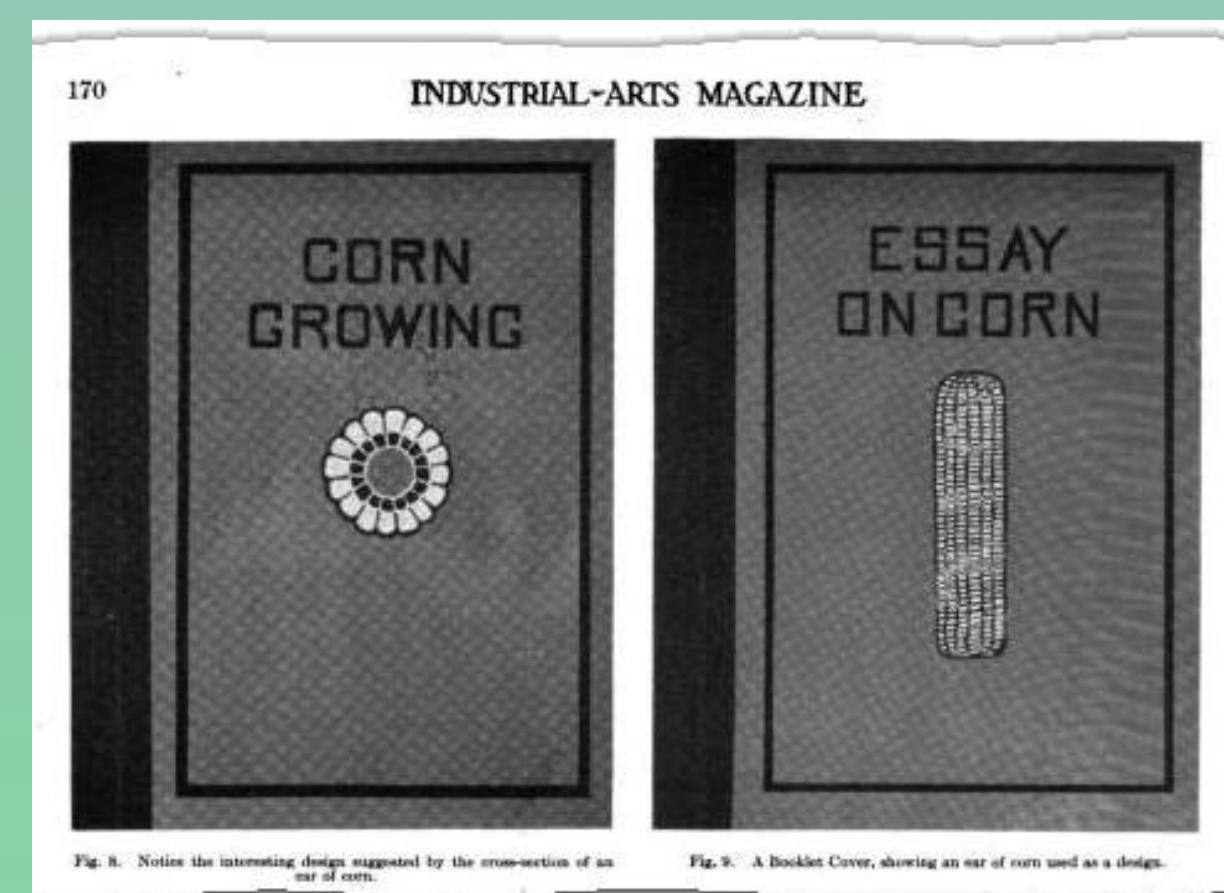 170
INDUSTRIAL-ARTS MAGAZINE
CORN
GROWING
ESSAY
ON CORN
Fig. 8. Notice the interesting design suggested by the cross-section of an
ear of corn.
Fig. 9. A Booklet Cover, showing an ear of corn used as a design.